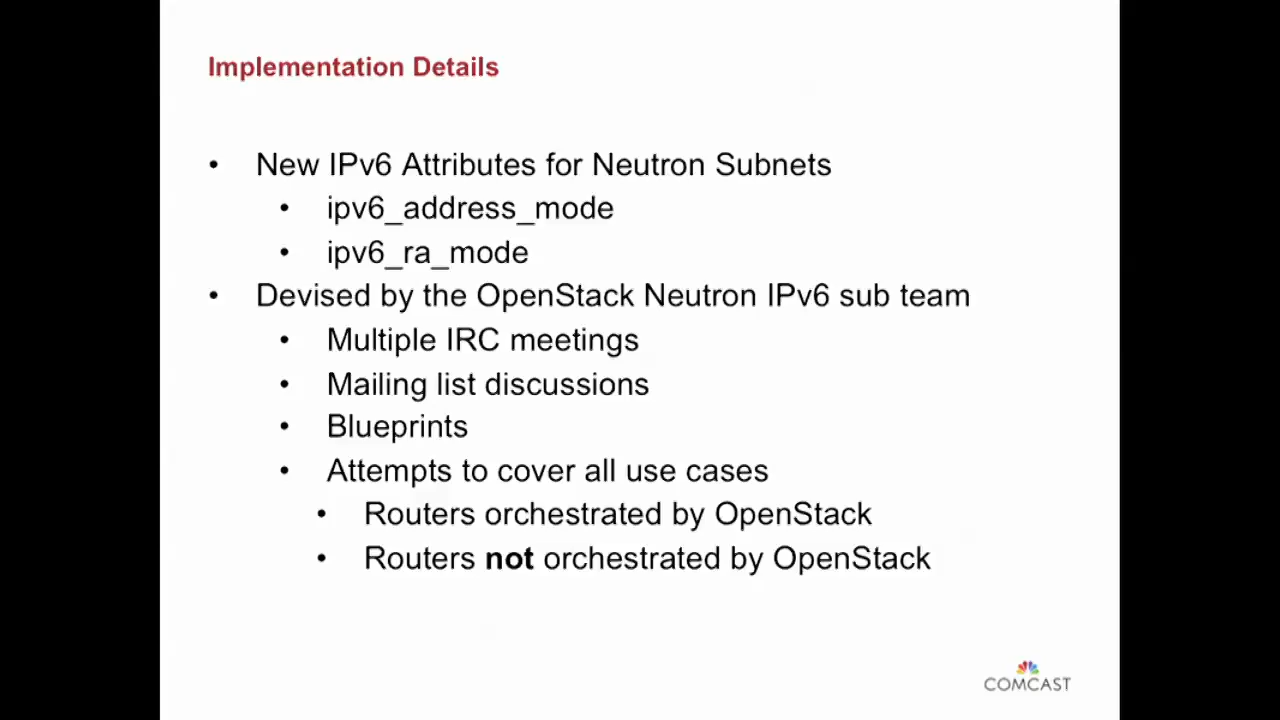 Implementation Details
• New IPv6 Attributes for Neutron Subnets
• ipv6_address_mode
• ipv6_ra_mode
• Devised by the OpenStack Neutron IPv6 sub team
• Multiple IRC meetings
• Mailing list discussions
• Blueprints
• Attempts to cover all use cases
• Routers orchestrated by OpenStack
• Routers not orchestrated by OpenStack
COMCAST